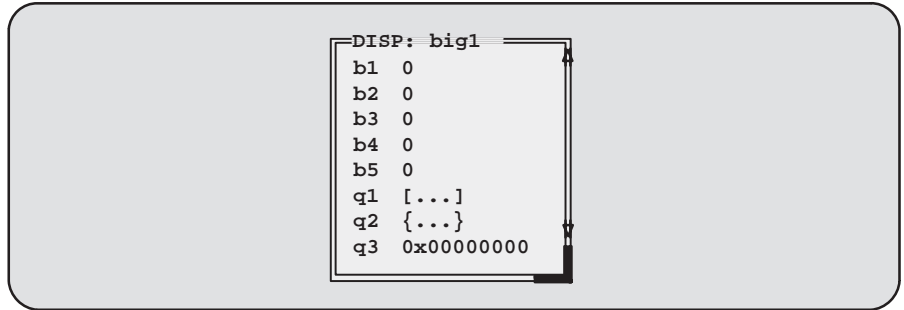 DISP: big1
b1 0
b2 0
b3 0
b4 0
b5 0
q1 [...]
q2 {...}
q3 0x00000000